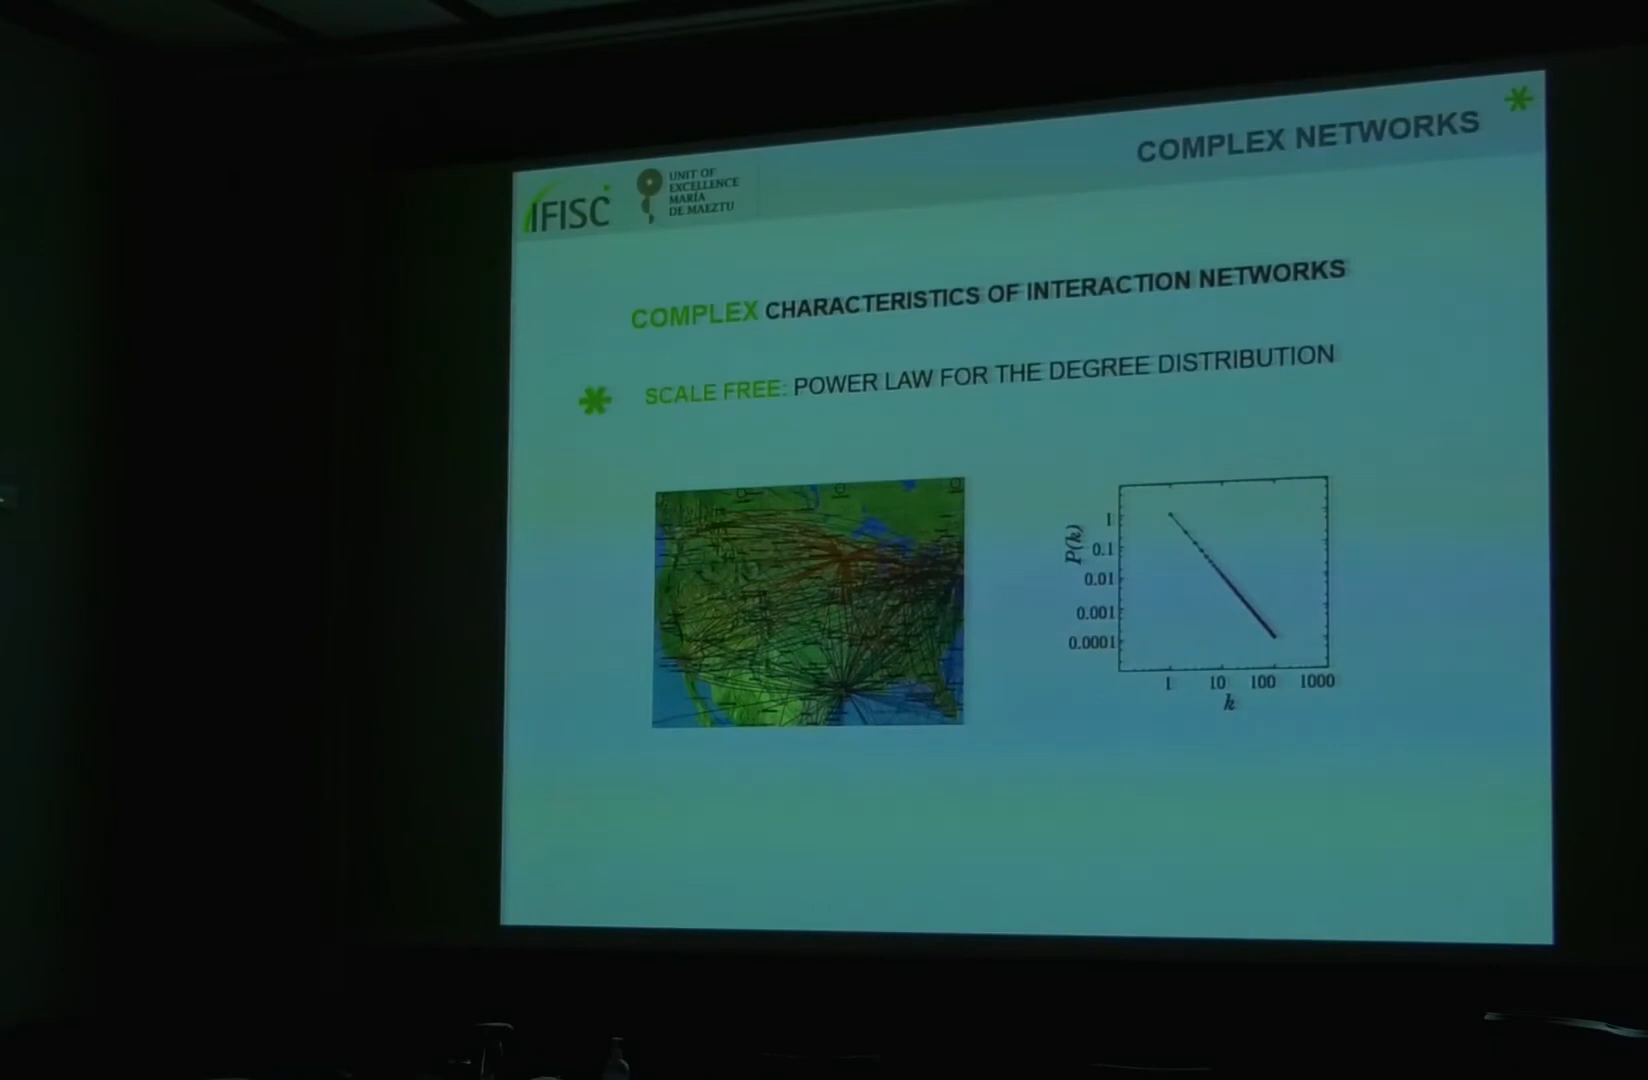 COMPLEX NETWORKS
IFISC
UNIT OF
EXCELLENCE
MARÍA
DE MAEZTU
COMPLEX CHARACTERISTICS OF INTERACTION NETWORKS
SCALE FREE: POWER LAW FOR THE DEGREE DISTRIBUTION
P(k)
1
0.1
0.01
0.001
0.0001
1 10 100 1000
k